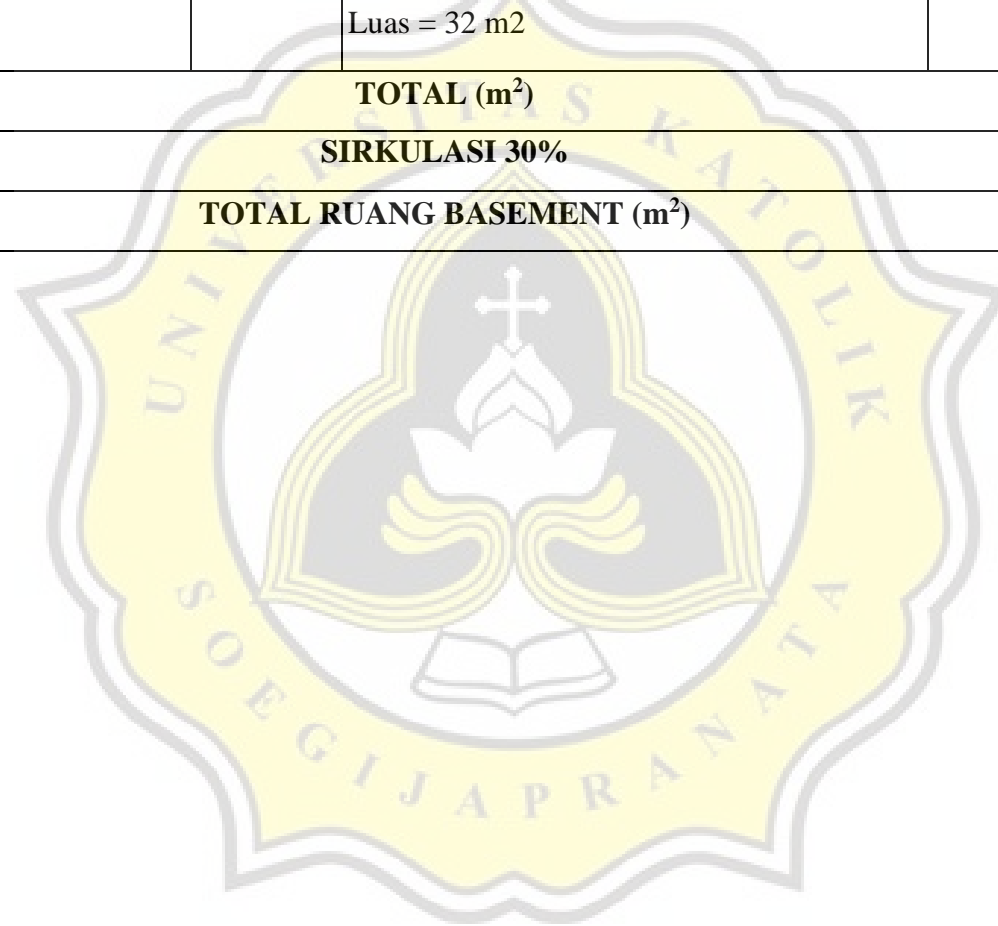 Luas = 32 m2
TOTAL (m²)
SIRKULASI 30%
TOTAL RUANG BASEMENT (m²)
UNIVERSITAS KATOLIK
SOEGIJAPRANATA